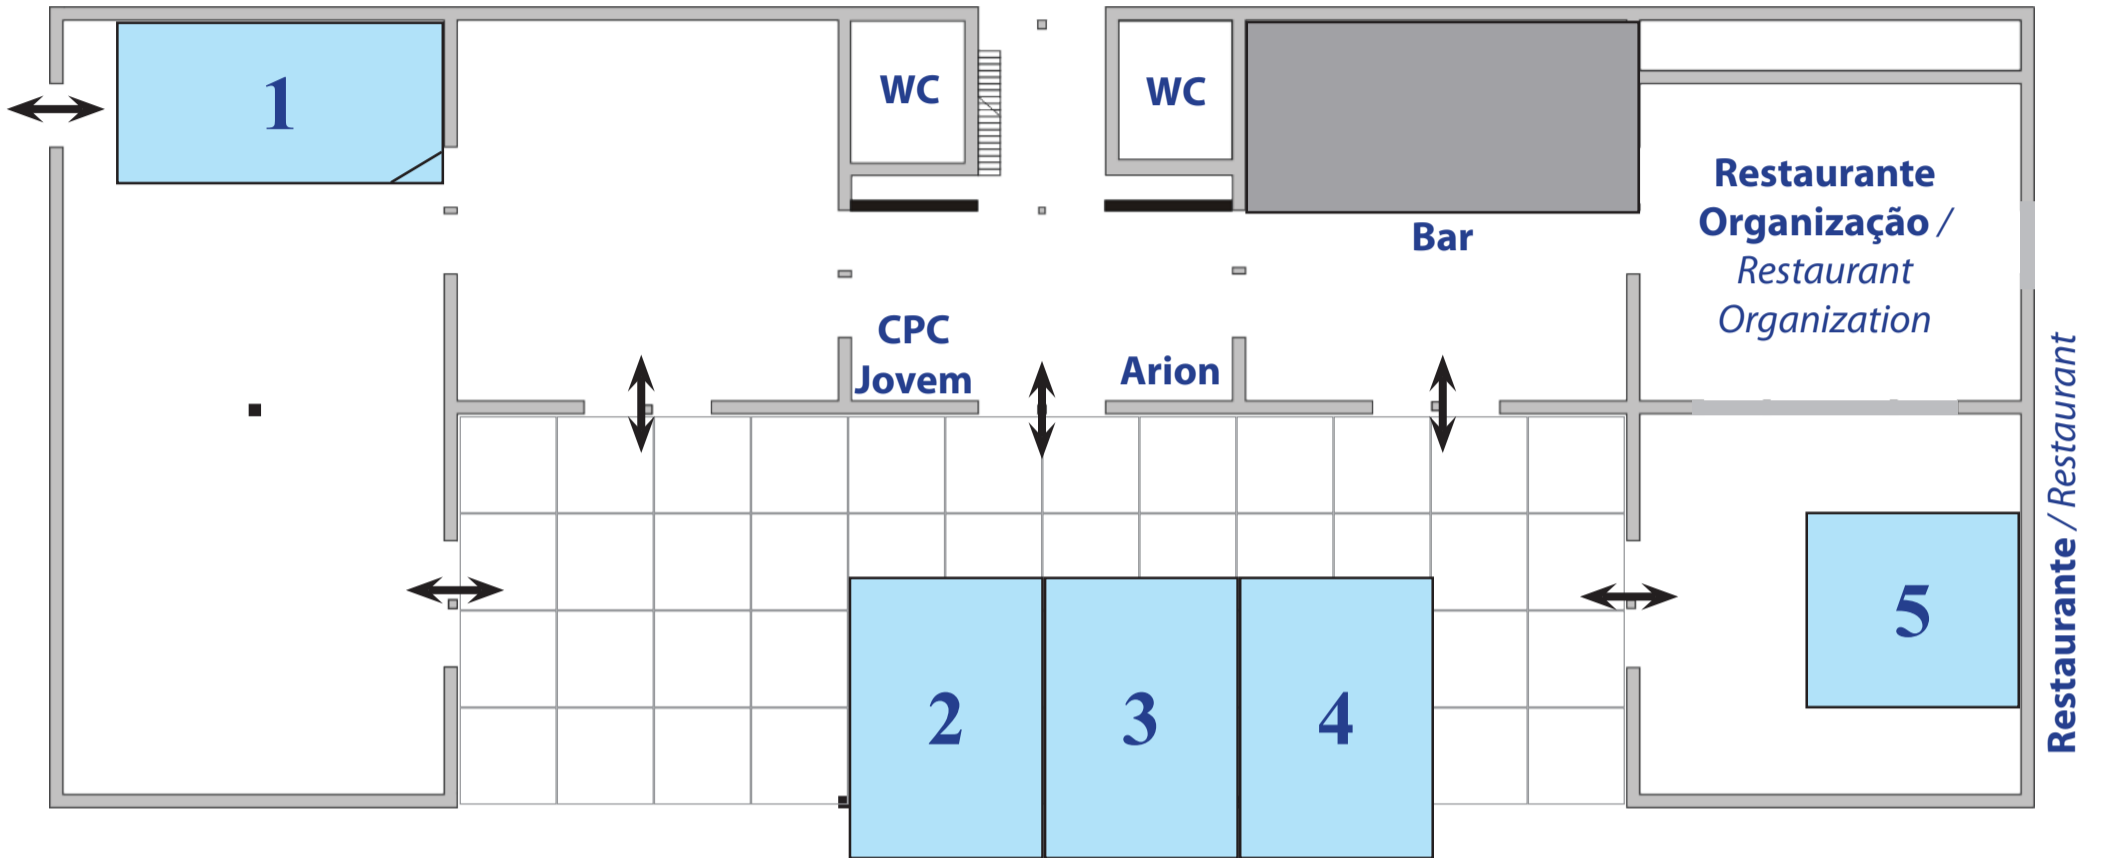 1
WC
WC
Bar
Restaurante
Organização /
Restaurant
Organization
CPC
Jovem
Arion
Restaurante / Restaurant
2
3
4
5